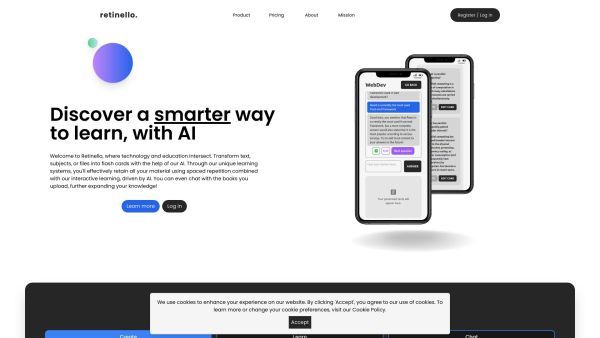 retinello.
Product
Pricing
About
Mission
Register | Log in
Discover a smarter way
to learn, with AI
Welcome to Retinello, where technology and education intersect. Transform text,
subjects, or files into flash cards with the help of our AI. Through our unique learning
systems, you'll effectively retain all your material using spaced repetition combined
with our interactive learning, driven by AI. You can even chat with the books you
upload, further expanding your knowledge!
Learn more
Log in
WebDev
GO BACK
ANSWER
EDIT CARD
EDIT CARD
We use cookies to enhance your experience on our website. By clicking 'Accept', you agree to our use of cookies. To
learn more or change your cookie preferences, visit our Cookie Policy.
Accept
Create
Learn
Chat